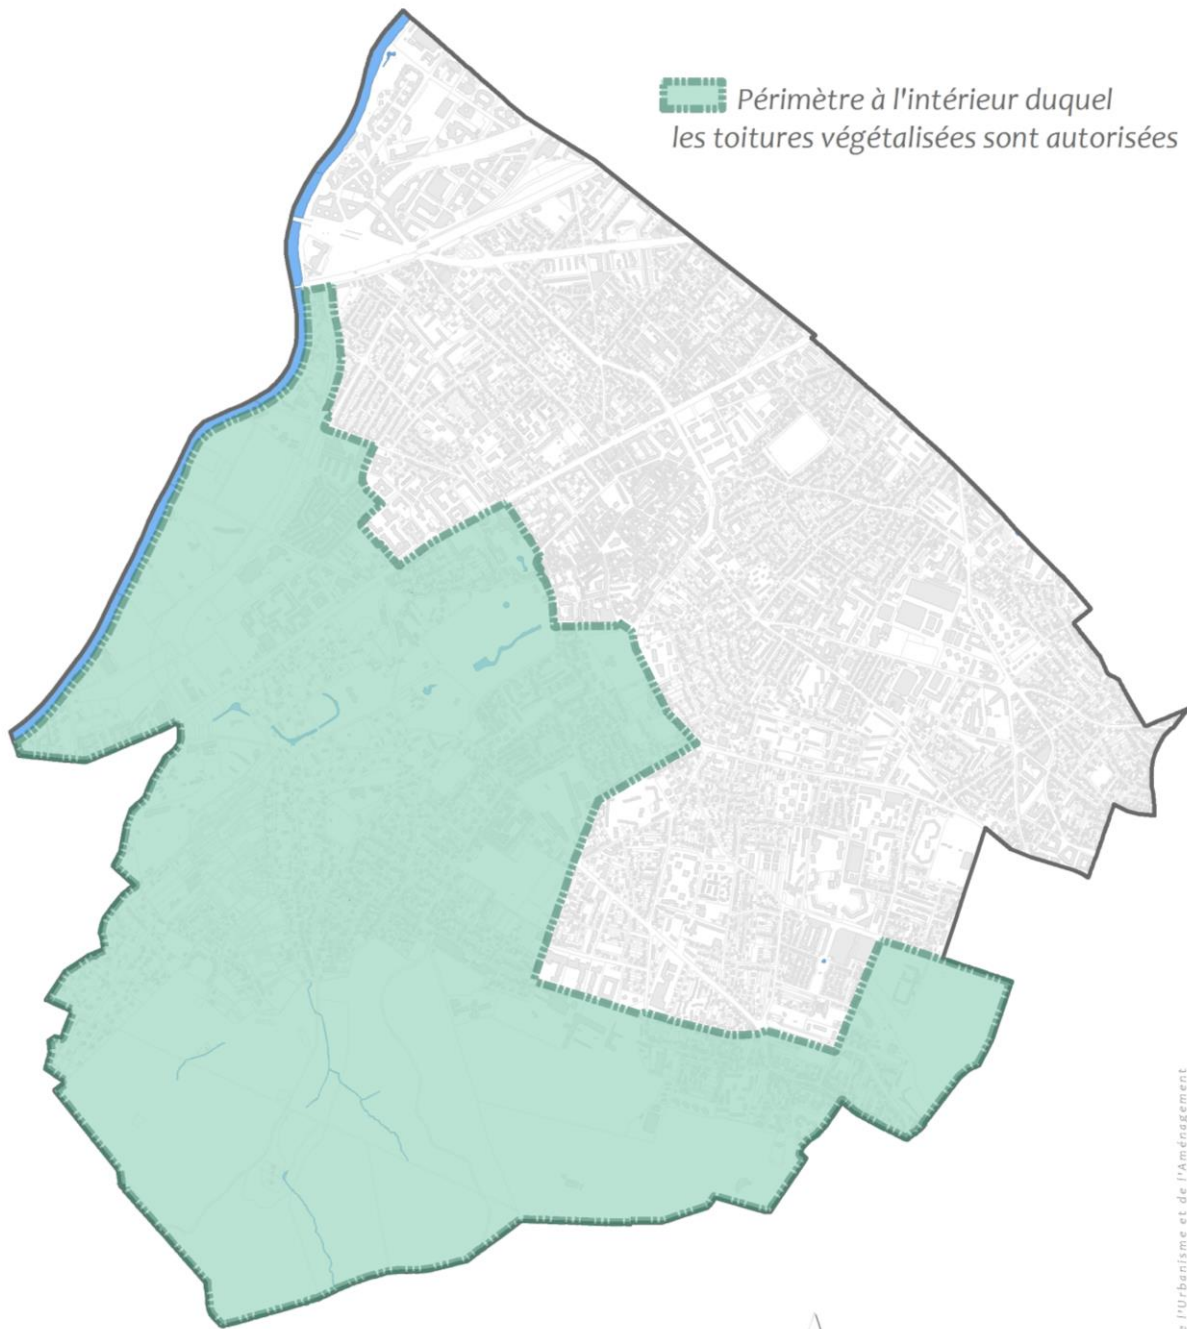 Périmètre à l'intérieur duquel
les toitures végétalisées sont autorisées
l'Urbanisme et de l'Aménagement